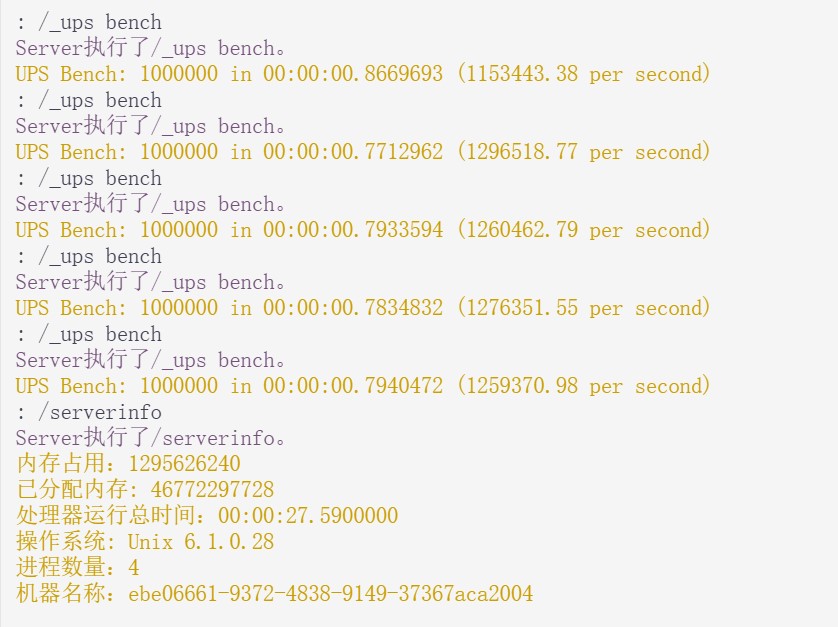 : /_ups bench
Server执行了/_ups bench。
UPS Bench: 1000000 in 00:00:00.8669693 (1153443.38 per second)
: /_ups bench
Server执行了/_ups bench。
UPS Bench: 1000000 in 00:00:00.7712962 (1296518.77 per second)
: /_ups bench
Server执行了/_ups bench。
UPS Bench: 1000000 in 00:00:00.7933594 (1260462.79 per second)
: /_ups bench
Server执行了/_ups bench。
UPS Bench: 1000000 in 00:00:00.7834832 (1276351.55 per second)
: /_ups bench
Server执行了/_ups bench。
UPS Bench: 1000000 in 00:00:00.7940472 (1259370.98 per second)
: /serverinfo
Server执行了/serverinfo。
内存占用：1295626240
已分配内存：46772297728
处理器运行总时间：00:00:27.5900000
操作系统：Unix 6.1.0.28
进程数量：4
机器名称：ebe06661-9372-4838-9149-37367aca2004